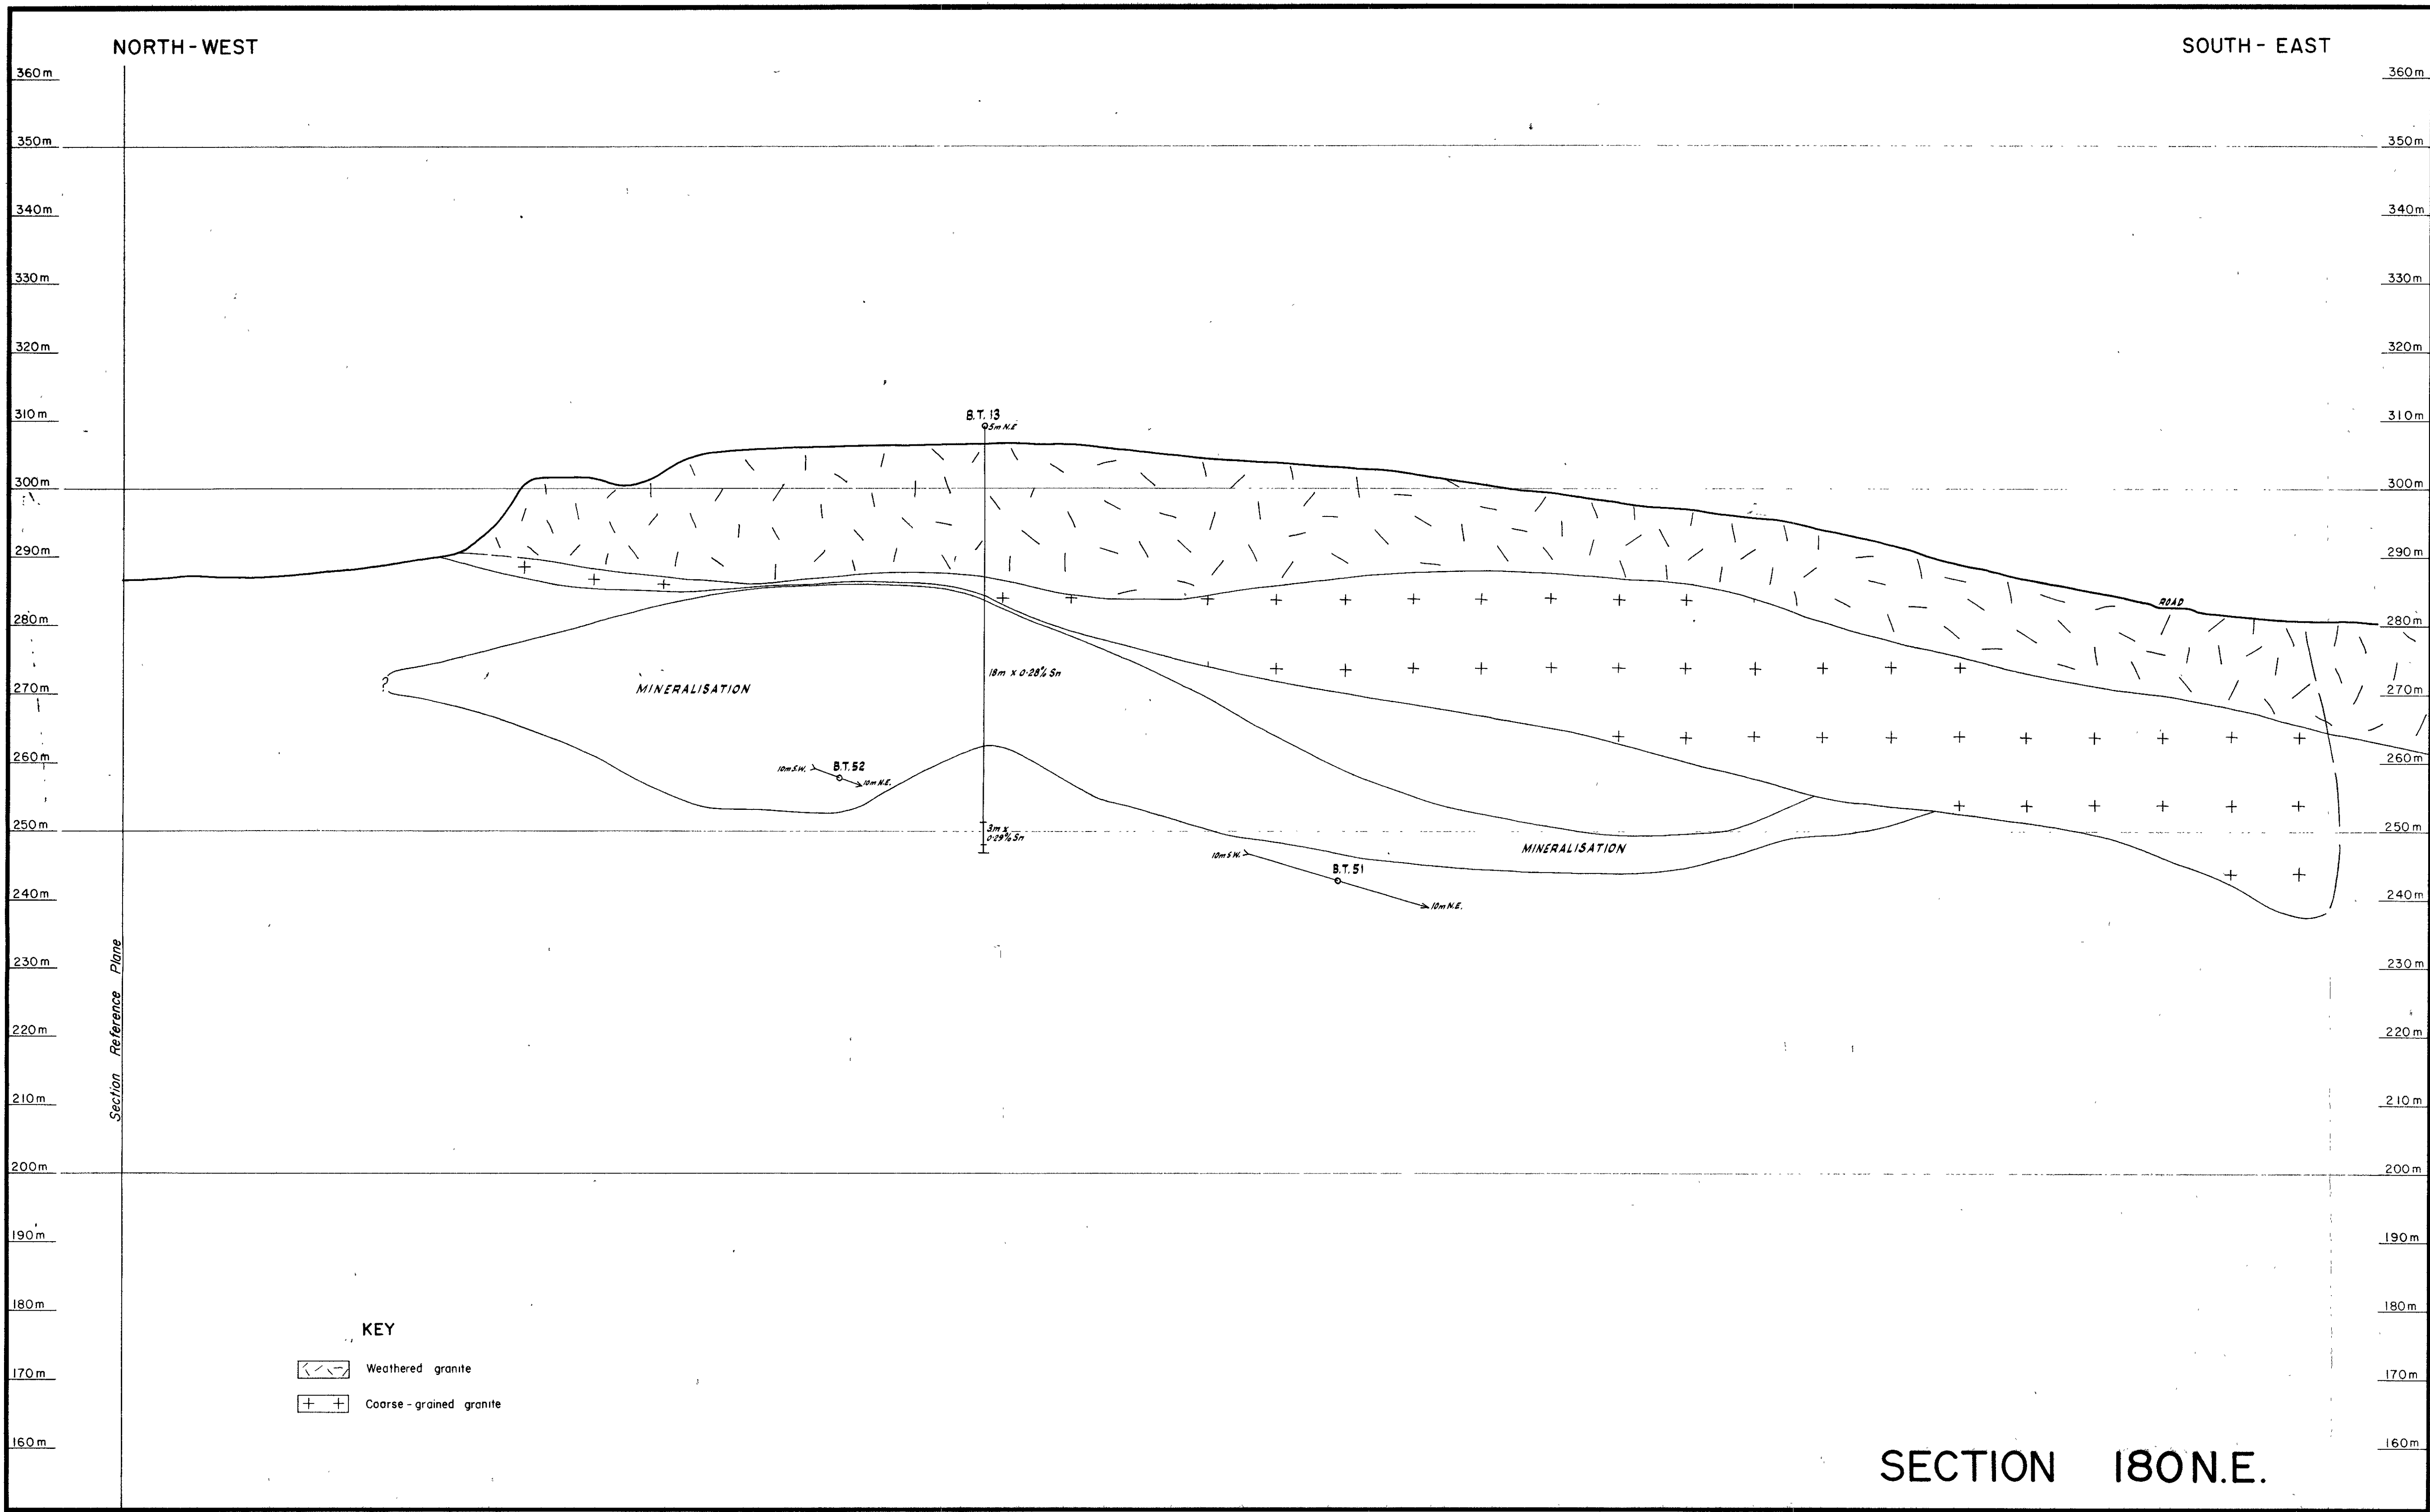 NORTH - WEST
SOUTH - EAST
360m
360m
350m
350m
340m
340m
330m
330m
320m
320m
310m
310m
B.T. 13
5m N.E
300m
300m
290m
290m
ROAD
280m
280m
18m x 0·28% Sn
270m
270m
?
MINERALISATION
260m
260m
10m S.W.
B.T. 52
10m N.E.
250m
250m
3m x
0·29% Sn
MINERALISATION
10m S.W.
B.T. 51
10m N.E.
240m
240m
230m
230m
Section Reference Plane
220m
220m
210m
210m
200m
200m
190m
190m
180m
180m
KEY
Weathered granite
170m
170m
Coarse - grained granite
160m
160m
SECTION 180 N.E.